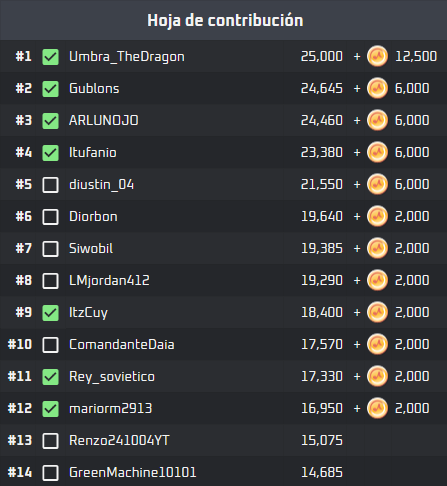 Hoja de contribución
#1 Umbra_TheDragon 25,000 + 12,500
#2 Gublons 24,645 + 6,000
#3 ARLUNOJO 24,460 + 6,000
#4 Itufanio 23,380 + 6,000
#5 diustin_04 21,550 + 6,000
#6 Diorbon 19,640 + 2,000
#7 Siwobil 19,385 + 2,000
#8 LMjordan412 19,290 + 2,000
#9 ItzCuy 18,400 + 2,000
#10 ComandanteDaia 17,570 + 2,000
#11 Rey_sovietico 17,330 + 2,000
#12 mariorm2913 16,950 + 2,000
#13 Renzo241004YT 15,075
#14 GreenMachine10101 14,685